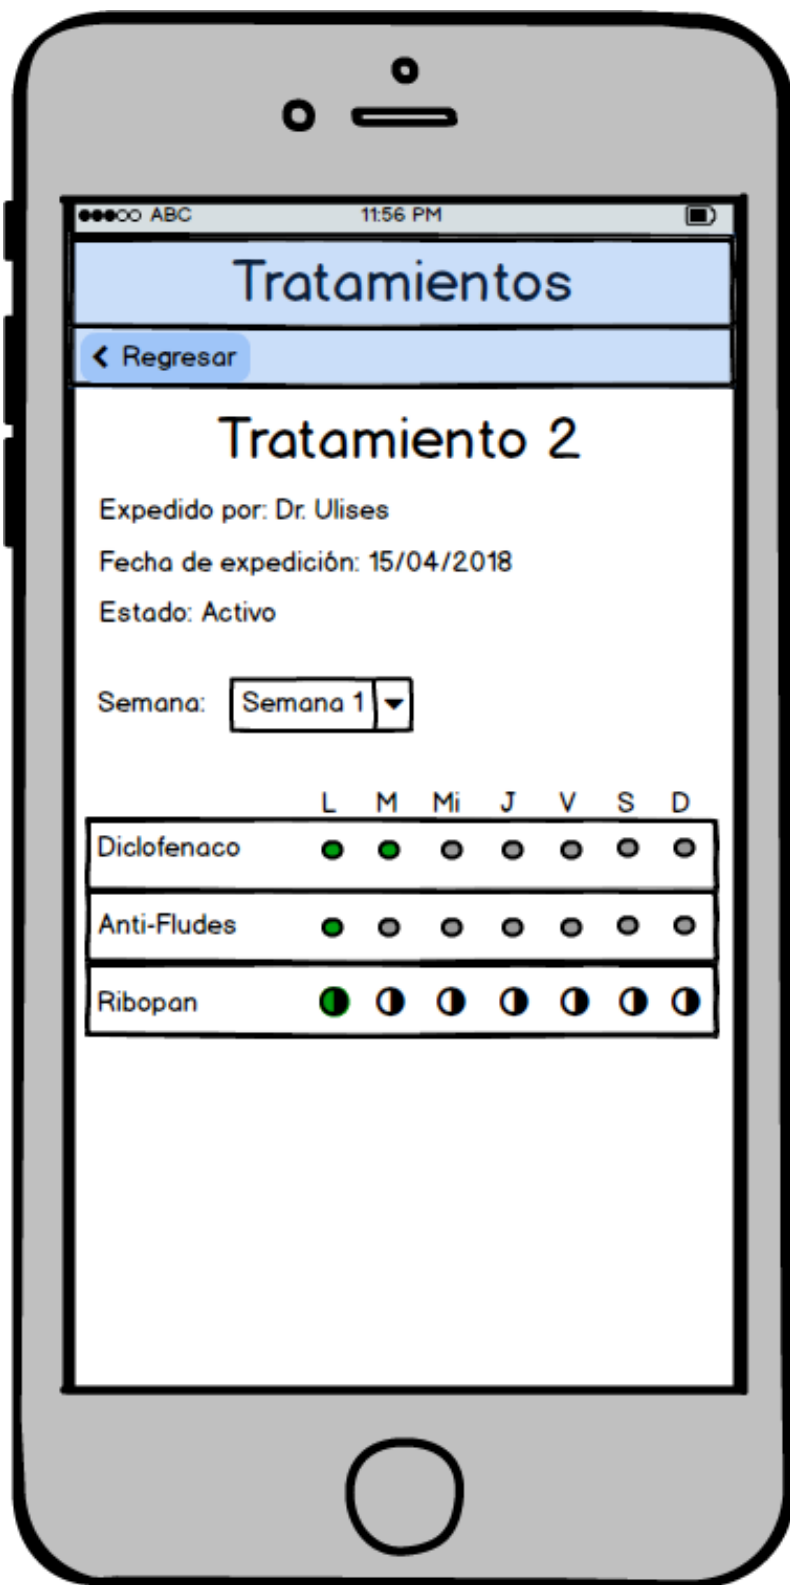 ABC 11:56 PM
Tratamientos
Regresar
Tratamiento 2
Expedido por: Dr. Ulises
Fecha de expedición: 15/04/2018
Estado: Activo
Semana: Semana 1
L M Mi J V S D
Diclofenaco
Anti-Fludes
Ribopan